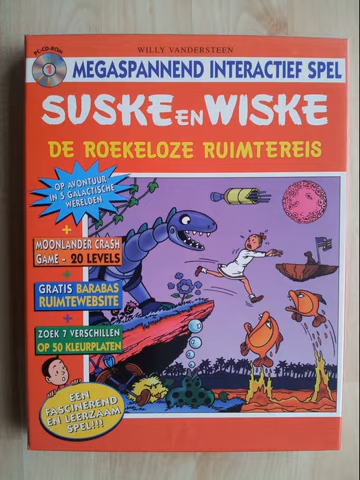 WILLY VANDERSTEEN
PC-CD-ROM
1
MEGASPANNEND INTERACTIEF SPEL
SUSKE EN WISKE
DE ROEKELOZE RUIMTEREIS
OP AVONTUUR
IN 5 GALACTISCHE
WERELDEN
+
MOONLANDER CRASH
GAME - 20 LEVELS
+
GRATIS BARABAS
RUIMTEWEBSITE
+
ZOEK 7 VERSCHILLEN
OP 50 KLEURPLATEN
EEN
FASCINEREND
EN LEERZAAM
SPEL!!!